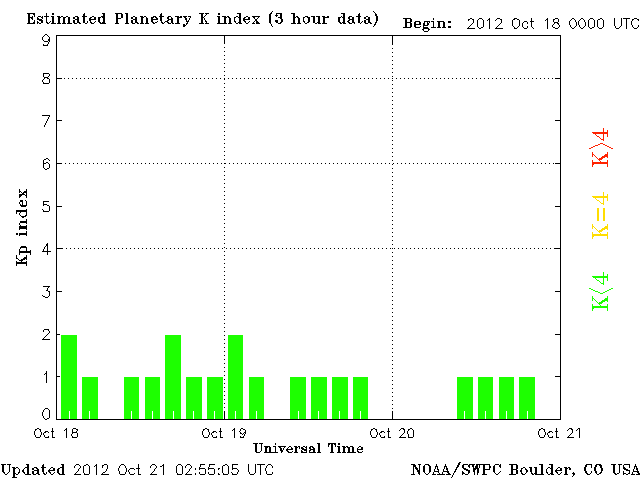 Estimated Planetary K index (3 hour data) Begin: 2012 Oct 18 0000 UTC
9
8
7
6
5
4
3
2
1
0
Kp index
K>4
K=4
K<4
Oct 18 Oct 19 Oct 20 Oct 21
Universal Time
Updated 2012 Oct 21 02:55:05 UTC NOAA/SWPC Boulder, CO USA